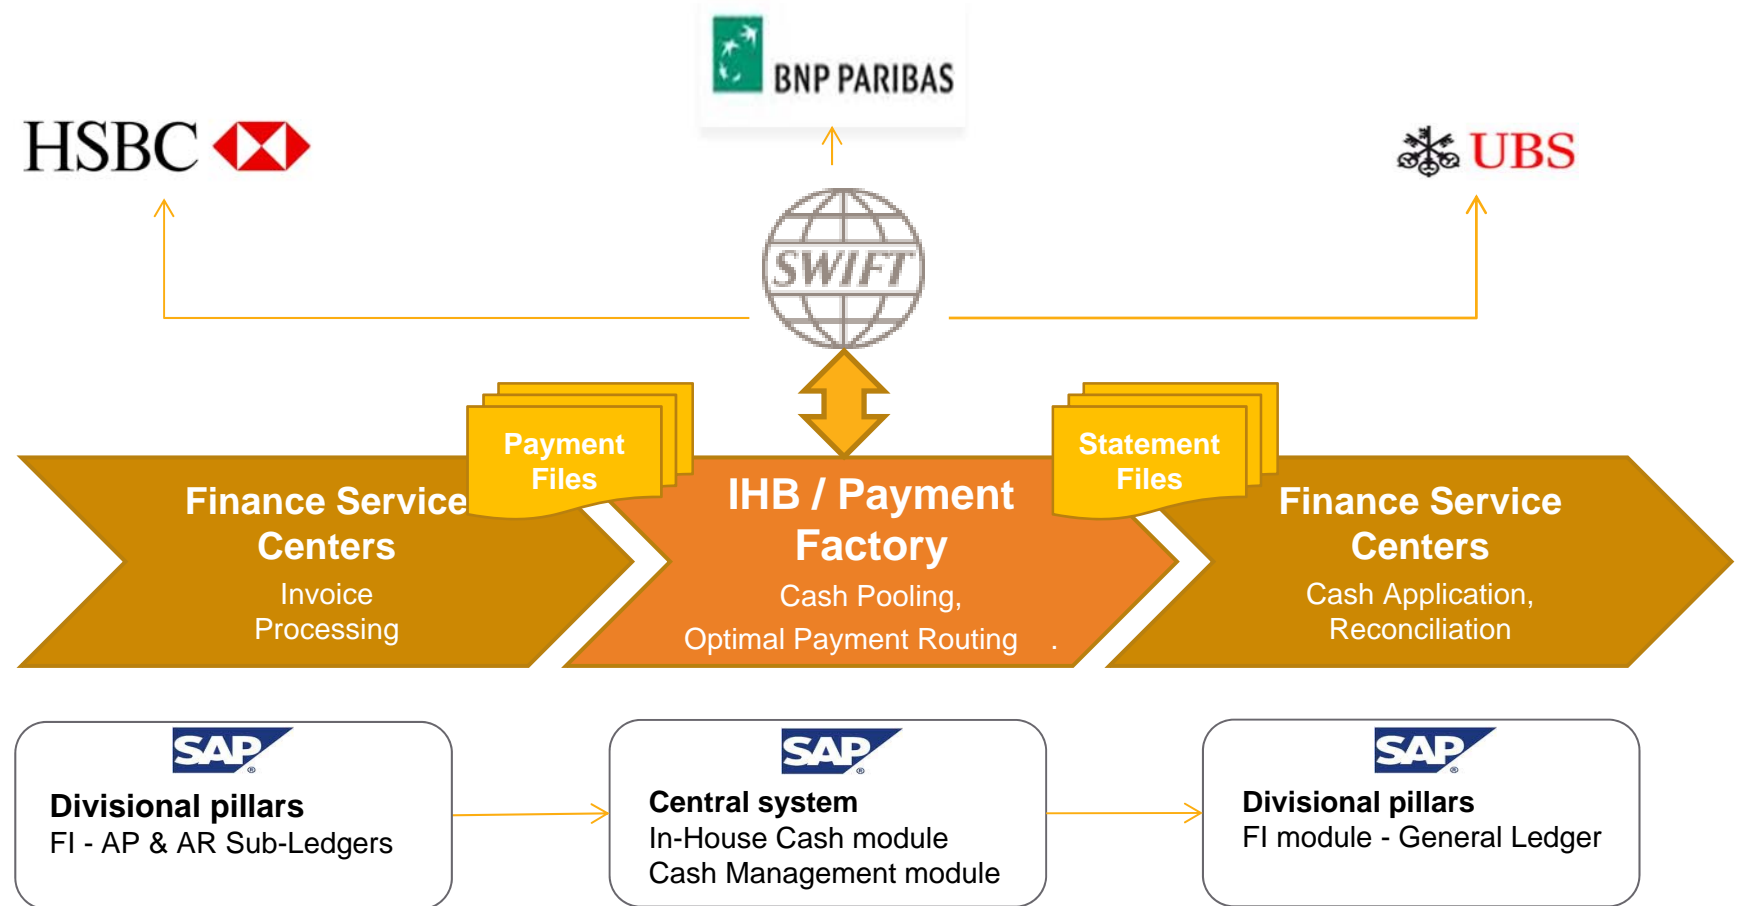 BNP PARIBAS
HSBC
UBS
SWIFT
Payment
Files
Statement
Files
Finance Service
Centers
Invoice
Processing
IHB / Payment
Factory
Cash Pooling,
Optimal Payment Routing .
Finance Service
Centers
Cash Application,
Reconciliation
SAP®
Divisional pillars
FI - AP & AR Sub-Ledgers
SAP®
Central system
In-House Cash module
Cash Management module
SAP®
Divisional pillars
FI module - General Ledger